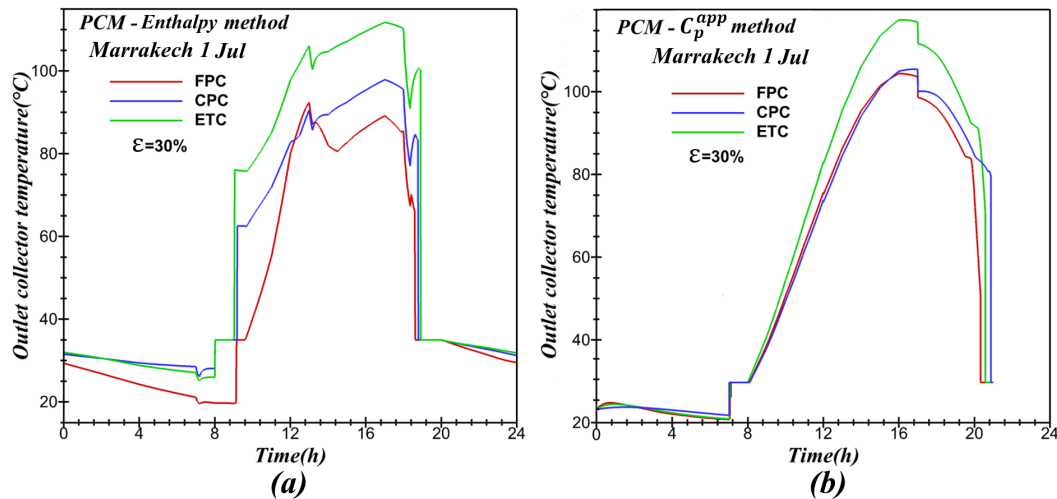 PCM - Enthalpy method
Marrakech 1 Jul
FPC
CPC
ETC
Ɛ=30%
Outlet collector temperature(°C)
100
80
60
40
20
0 4 8 12 16 20 24
Time(h)
(a)
PCM - C_p^app method
Marrakech 1 Jul
FPC
CPC
ETC
Ɛ=30%
Outlet collector temperature(°C)
100
80
60
40
20
0 4 8 12 16 20 24
Time(h)
(b)